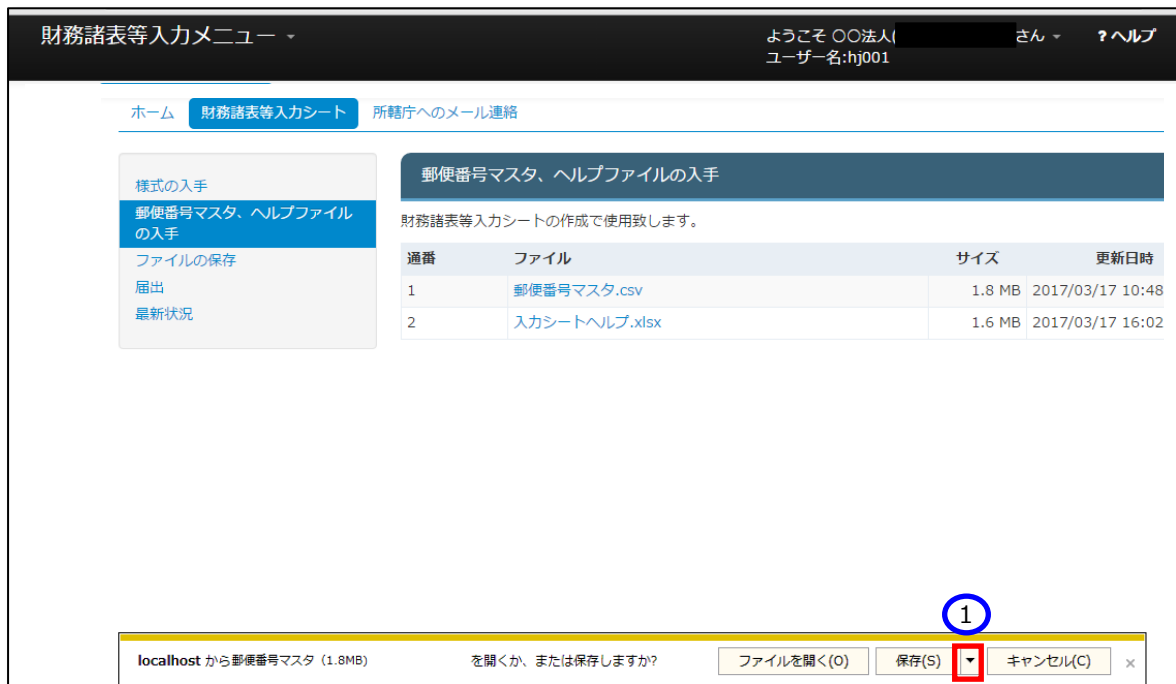 財務諸表等入力メニュー
ようこそ 〇〇法人( さん ?ヘルプ
ユーザー名:hj001
ホーム 財務諸表等入力シート 所轄庁へのメール連絡
様式の入手
郵便番号マスタ、ヘルプファイル
の入手
ファイルの保存
届出
最新状況
郵便番号マスタ、ヘルプファイルの入手
財務諸表等入力シートの作成で使用致します。
通番 ファイル サイズ 更新日時
1 郵便番号マスタ.csv 1.8 MB 2017/03/17 10:48
2 入力シートヘルプ.xlsx 1.6 MB 2017/03/17 16:02
1
localhost から郵便番号マスタ (1.8MB) を開くか、または保存しますか? ファイルを開く(O) 保存(S) ▼ キャンセル(C) ×